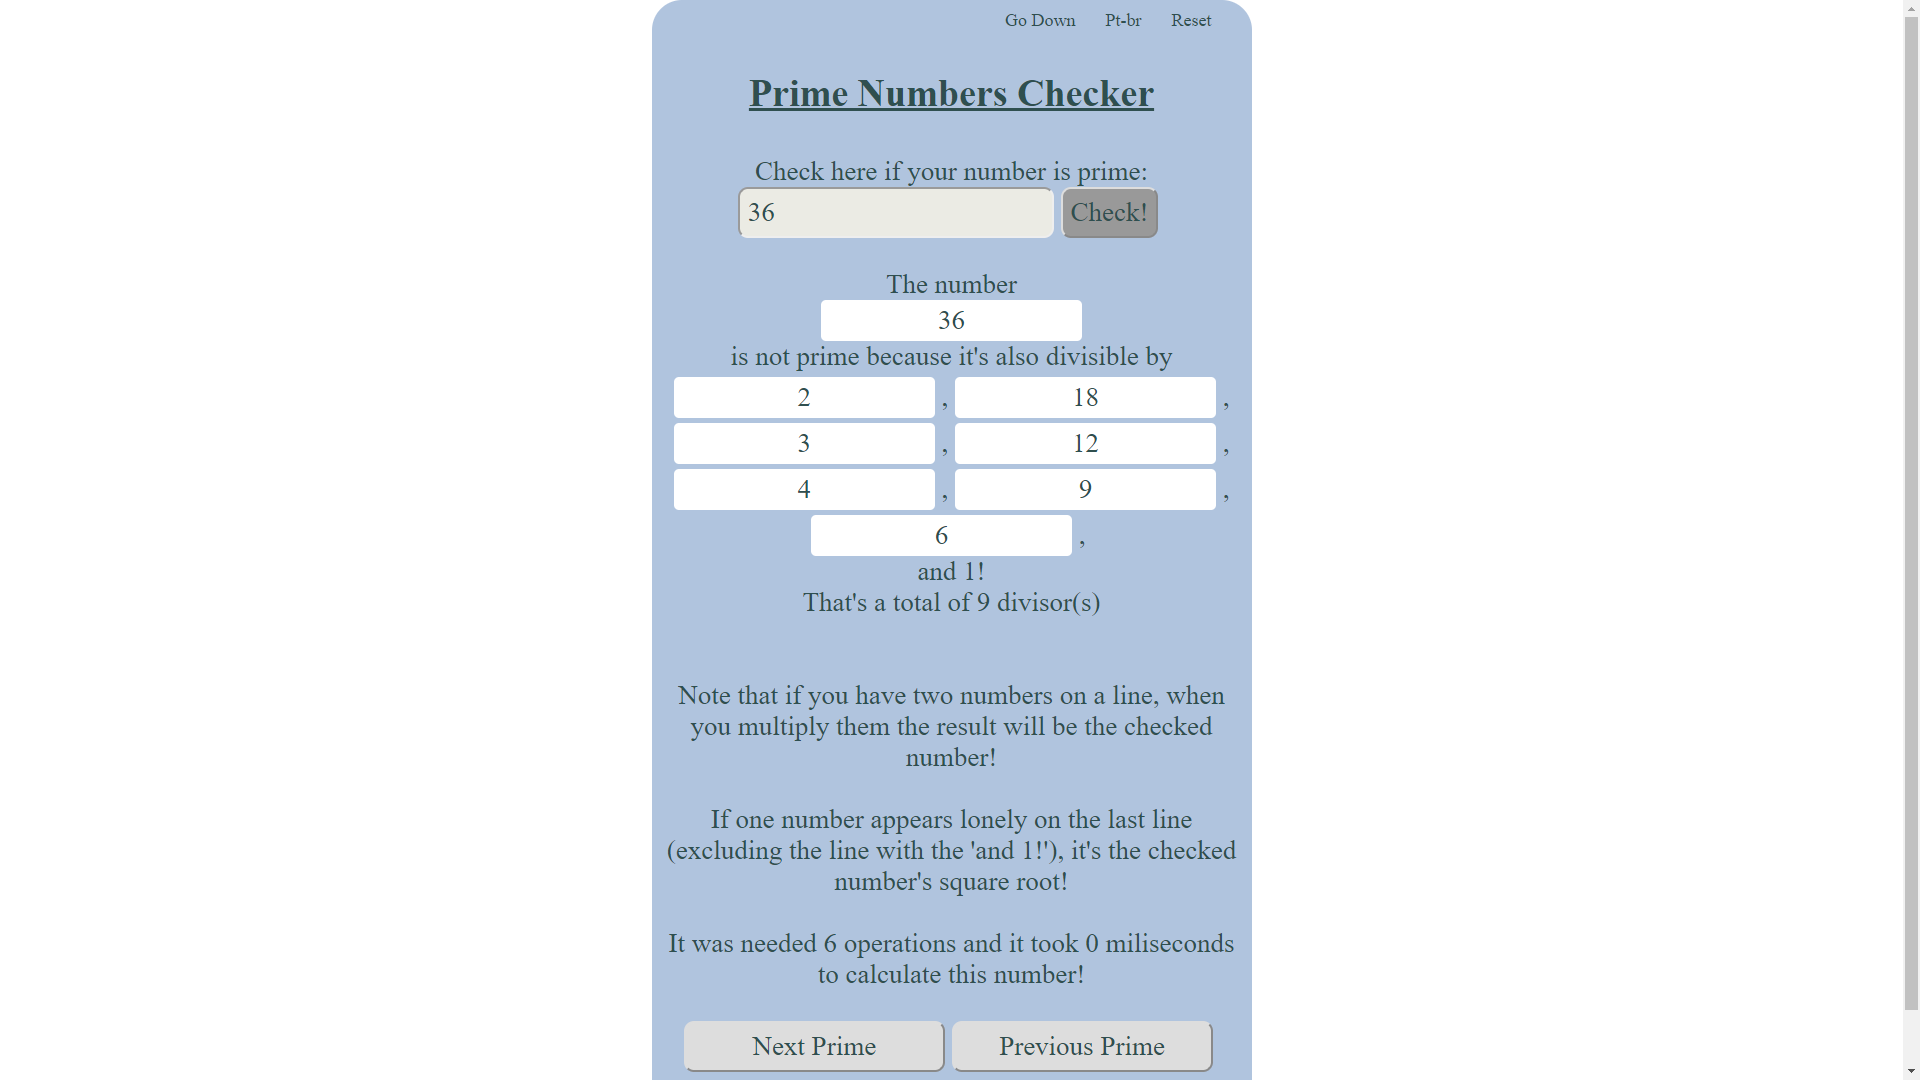 Go Down Pt-br Reset
Prime Numbers Checker
Check here if your number is prime:
36 Check!
The number
36
is not prime because it's also divisible by
2 , 18 ,
3 , 12 ,
4 , 9 ,
6 ,
and 1!
That's a total of 9 divisor(s)
Note that if you have two numbers on a line, when
you multiply them the result will be the checked
number!
If one number appears lonely on the last line
(excluding the line with the 'and 1!'), it's the checked
number's square root!
It was needed 6 operations and it took 0 miliseconds
to calculate this number!
Next Prime Previous Prime